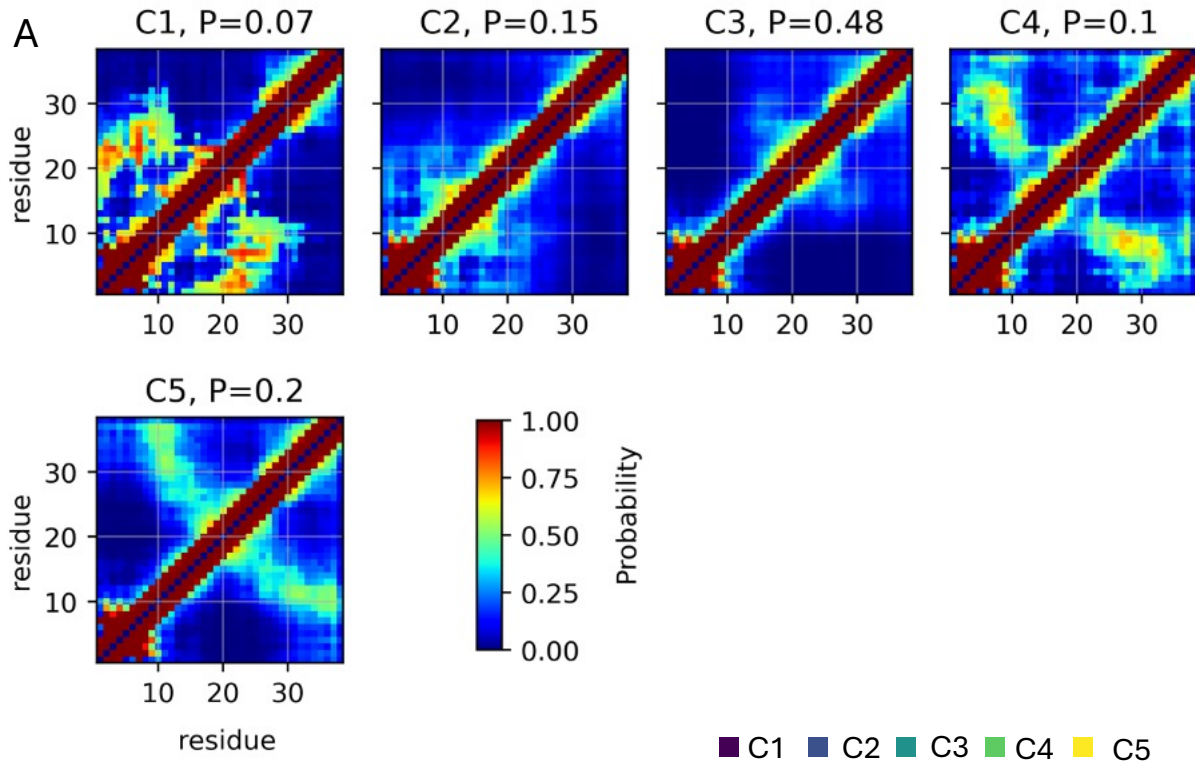 A
C1, P=0.07 C2, P=0.15 C3, P=0.48 C4, P=0.1
residue
30
20
10
10 20 30 10 20 30 10 20 30 10 20 30
C5, P=0.2
residue
30
20
10
10 20 30
residue
1.00
0.75
0.50
0.25
0.00
Probability
C1 C2 C3 C4 C5